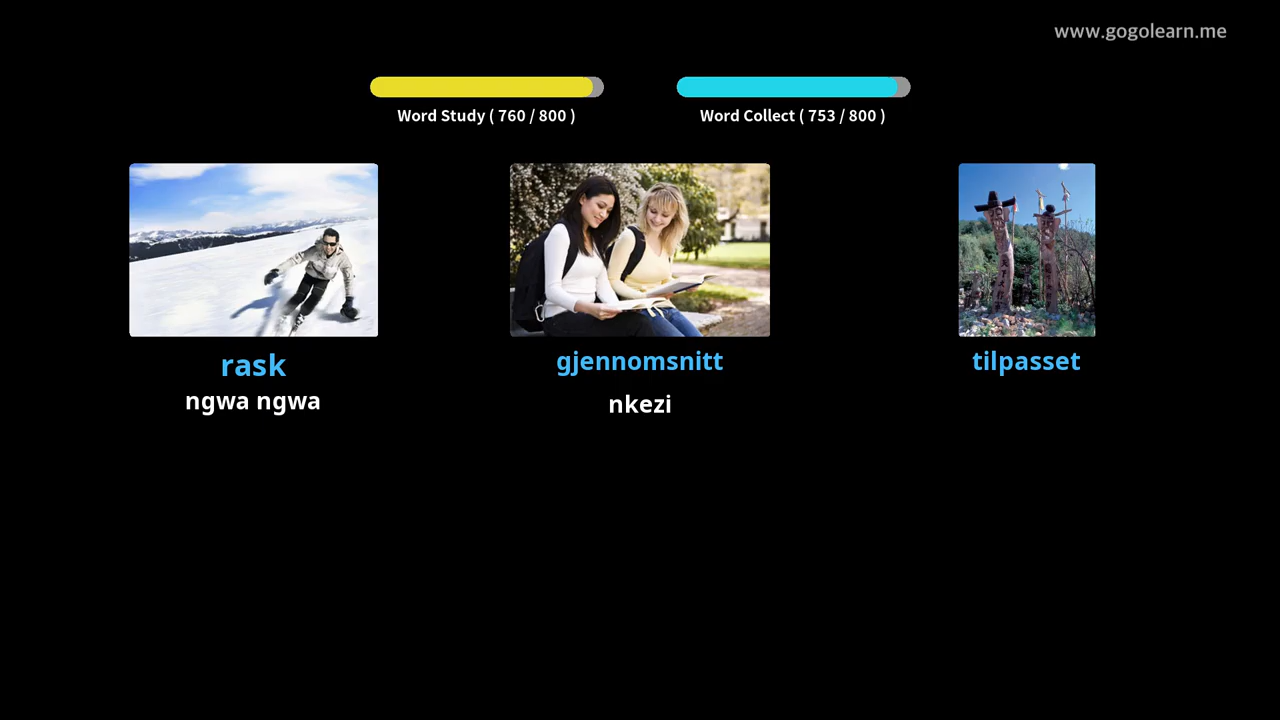 www.gogolearn.me
Word Study ( 760 / 800 )
Word Collect ( 753 / 800 )
rask
ngwa ngwa
gjennomsnitt
nkezi
tilpasset